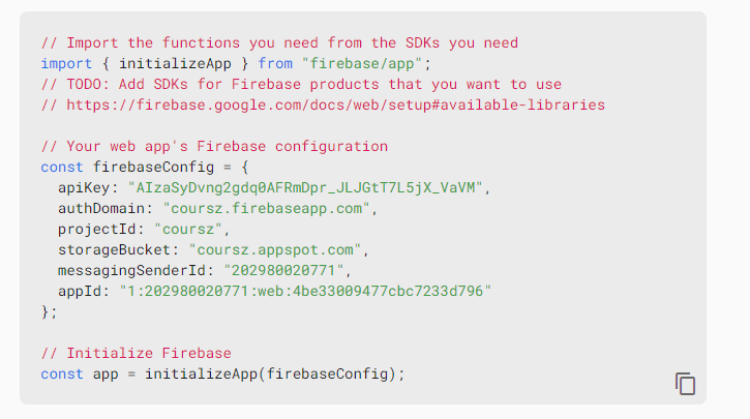 // Import the functions you need from the SDKs you need
import { initializeApp } from "firebase/app";
// TODO: Add SDKs for Firebase products that you want to use
// https://firebase.google.com/docs/web/setup#available-libraries
// Your web app's Firebase configuration
const firebaseConfig = {
apiKey: "AIzaSyDvng2gdq0AFRmDpr_JLJGtT7L5jX_VaVM",
authDomain: "coursz.firebaseapp.com",
projectId: "coursz",
storageBucket: "coursz.appspot.com",
messagingSenderId: "202980020771",
appId: "1:202980020771:web:4be33009477cbc7233d796"
};
// Initialize Firebase
const app = initializeApp(firebaseConfig);